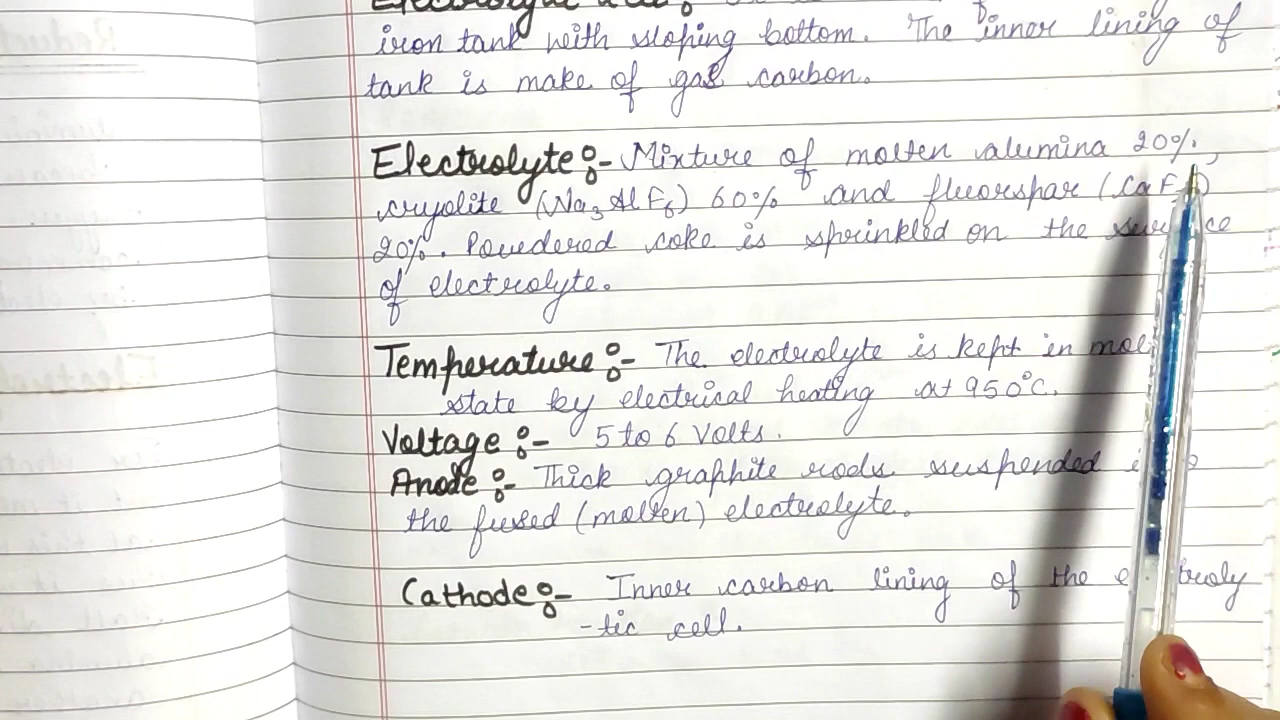 iron tank with sloping bottom. The inner lining of
tank is make of gas carbon.
Electrolyte :- Mixture of molten alumina 20%,
cryolite (Na3AlF6) 60% and fluorspar (CaF
20%. Powdered coke is sprinkled on the
of electrolyte.
Temperature :- The electrolyte is kept in
state by electrical heating at 950°C.
Voltage :- 5 to 6 Volts.
Anode :- Thick graphite rods suspended
the fused (molten) electrolyte.
Cathode :- Inner carbon lining of the
-tic cell.